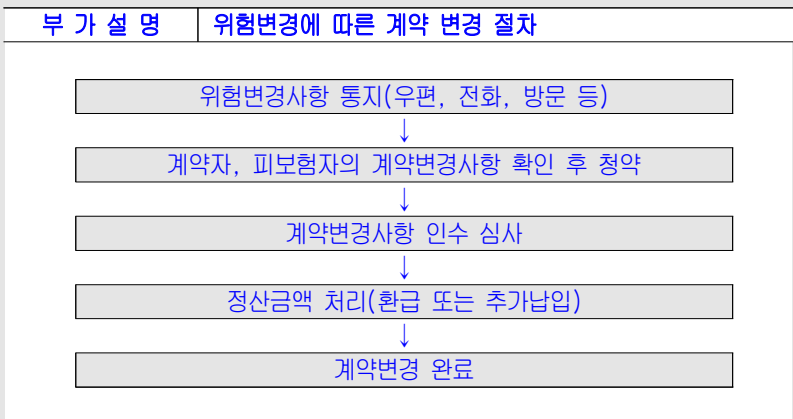 부 가 설 명 위험변경에 따른 계약 변경 절차
위험변경사항 통지(우편, 전화, 방문 등)
↓
계약자, 피보험자의 계약변경사항 확인 후 청약
↓
계약변경사항 인수 심사
↓
정산금액 처리(환급 또는 추가납입)
↓
계약변경 완료